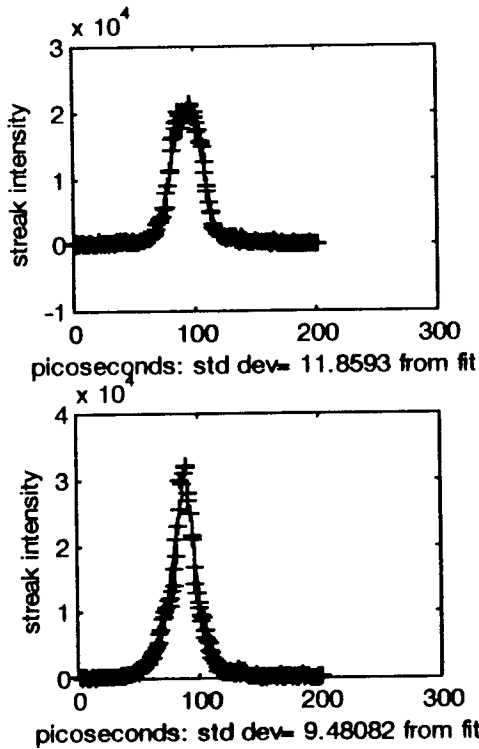 x 10^4
3
2
1
0
-1
streak intensity
0 100 200 300
picoseconds: std dev= 11.8593 from fit
x 10^4
4
3
2
1
0
streak intensity
0 100 200 300
picoseconds: std dev= 9.48082 from fit